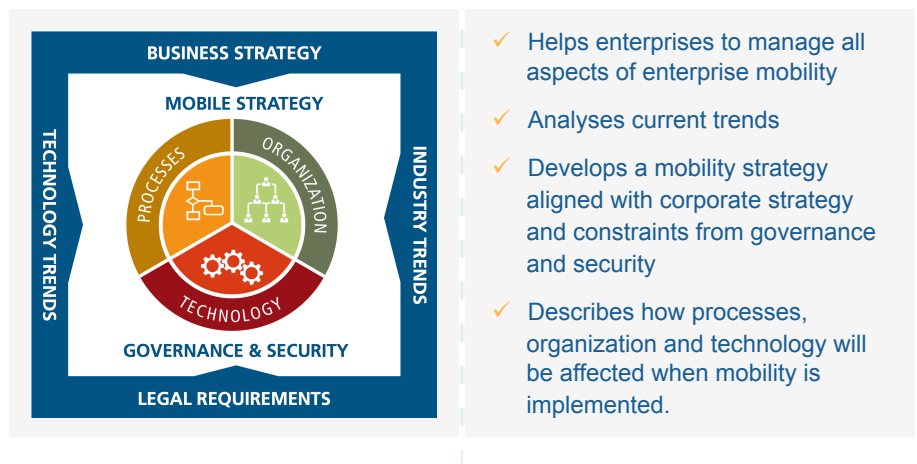 BUSINESS STRATEGY
MOBILE STRATEGY
TECHNOLOGY TRENDS
PROCESSES
ORGANIZATION
TECHNOLOGY
INDUSTRY TRENDS
GOVERNANCE & SECURITY
LEGAL REQUIREMENTS
✓ Helps enterprises to manage all
aspects of enterprise mobility
✓ Analyses current trends
✓ Develops a mobility strategy
aligned with corporate strategy
and constraints from governance
and security
✓ Describes how processes,
organization and technology will
be affected when mobility is
implemented.